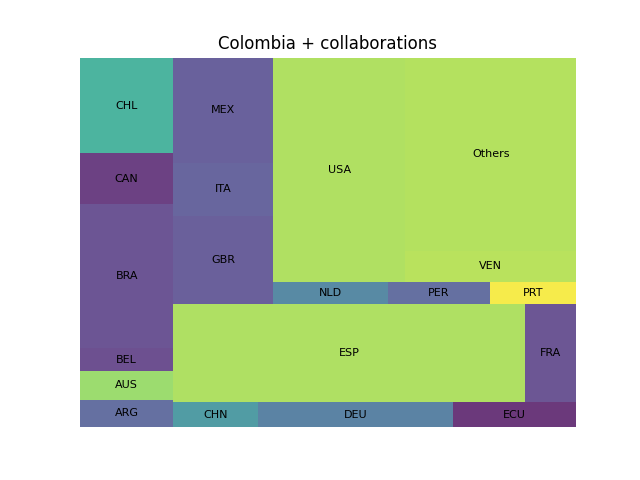 Colombia + collaborations
CHL
MEX
USA
Others
CAN
ITA
BRA
GBR
VEN
NLD
PER
PRT
BEL
ESP
FRA
AUS
ARG
CHN
DEU
ECU